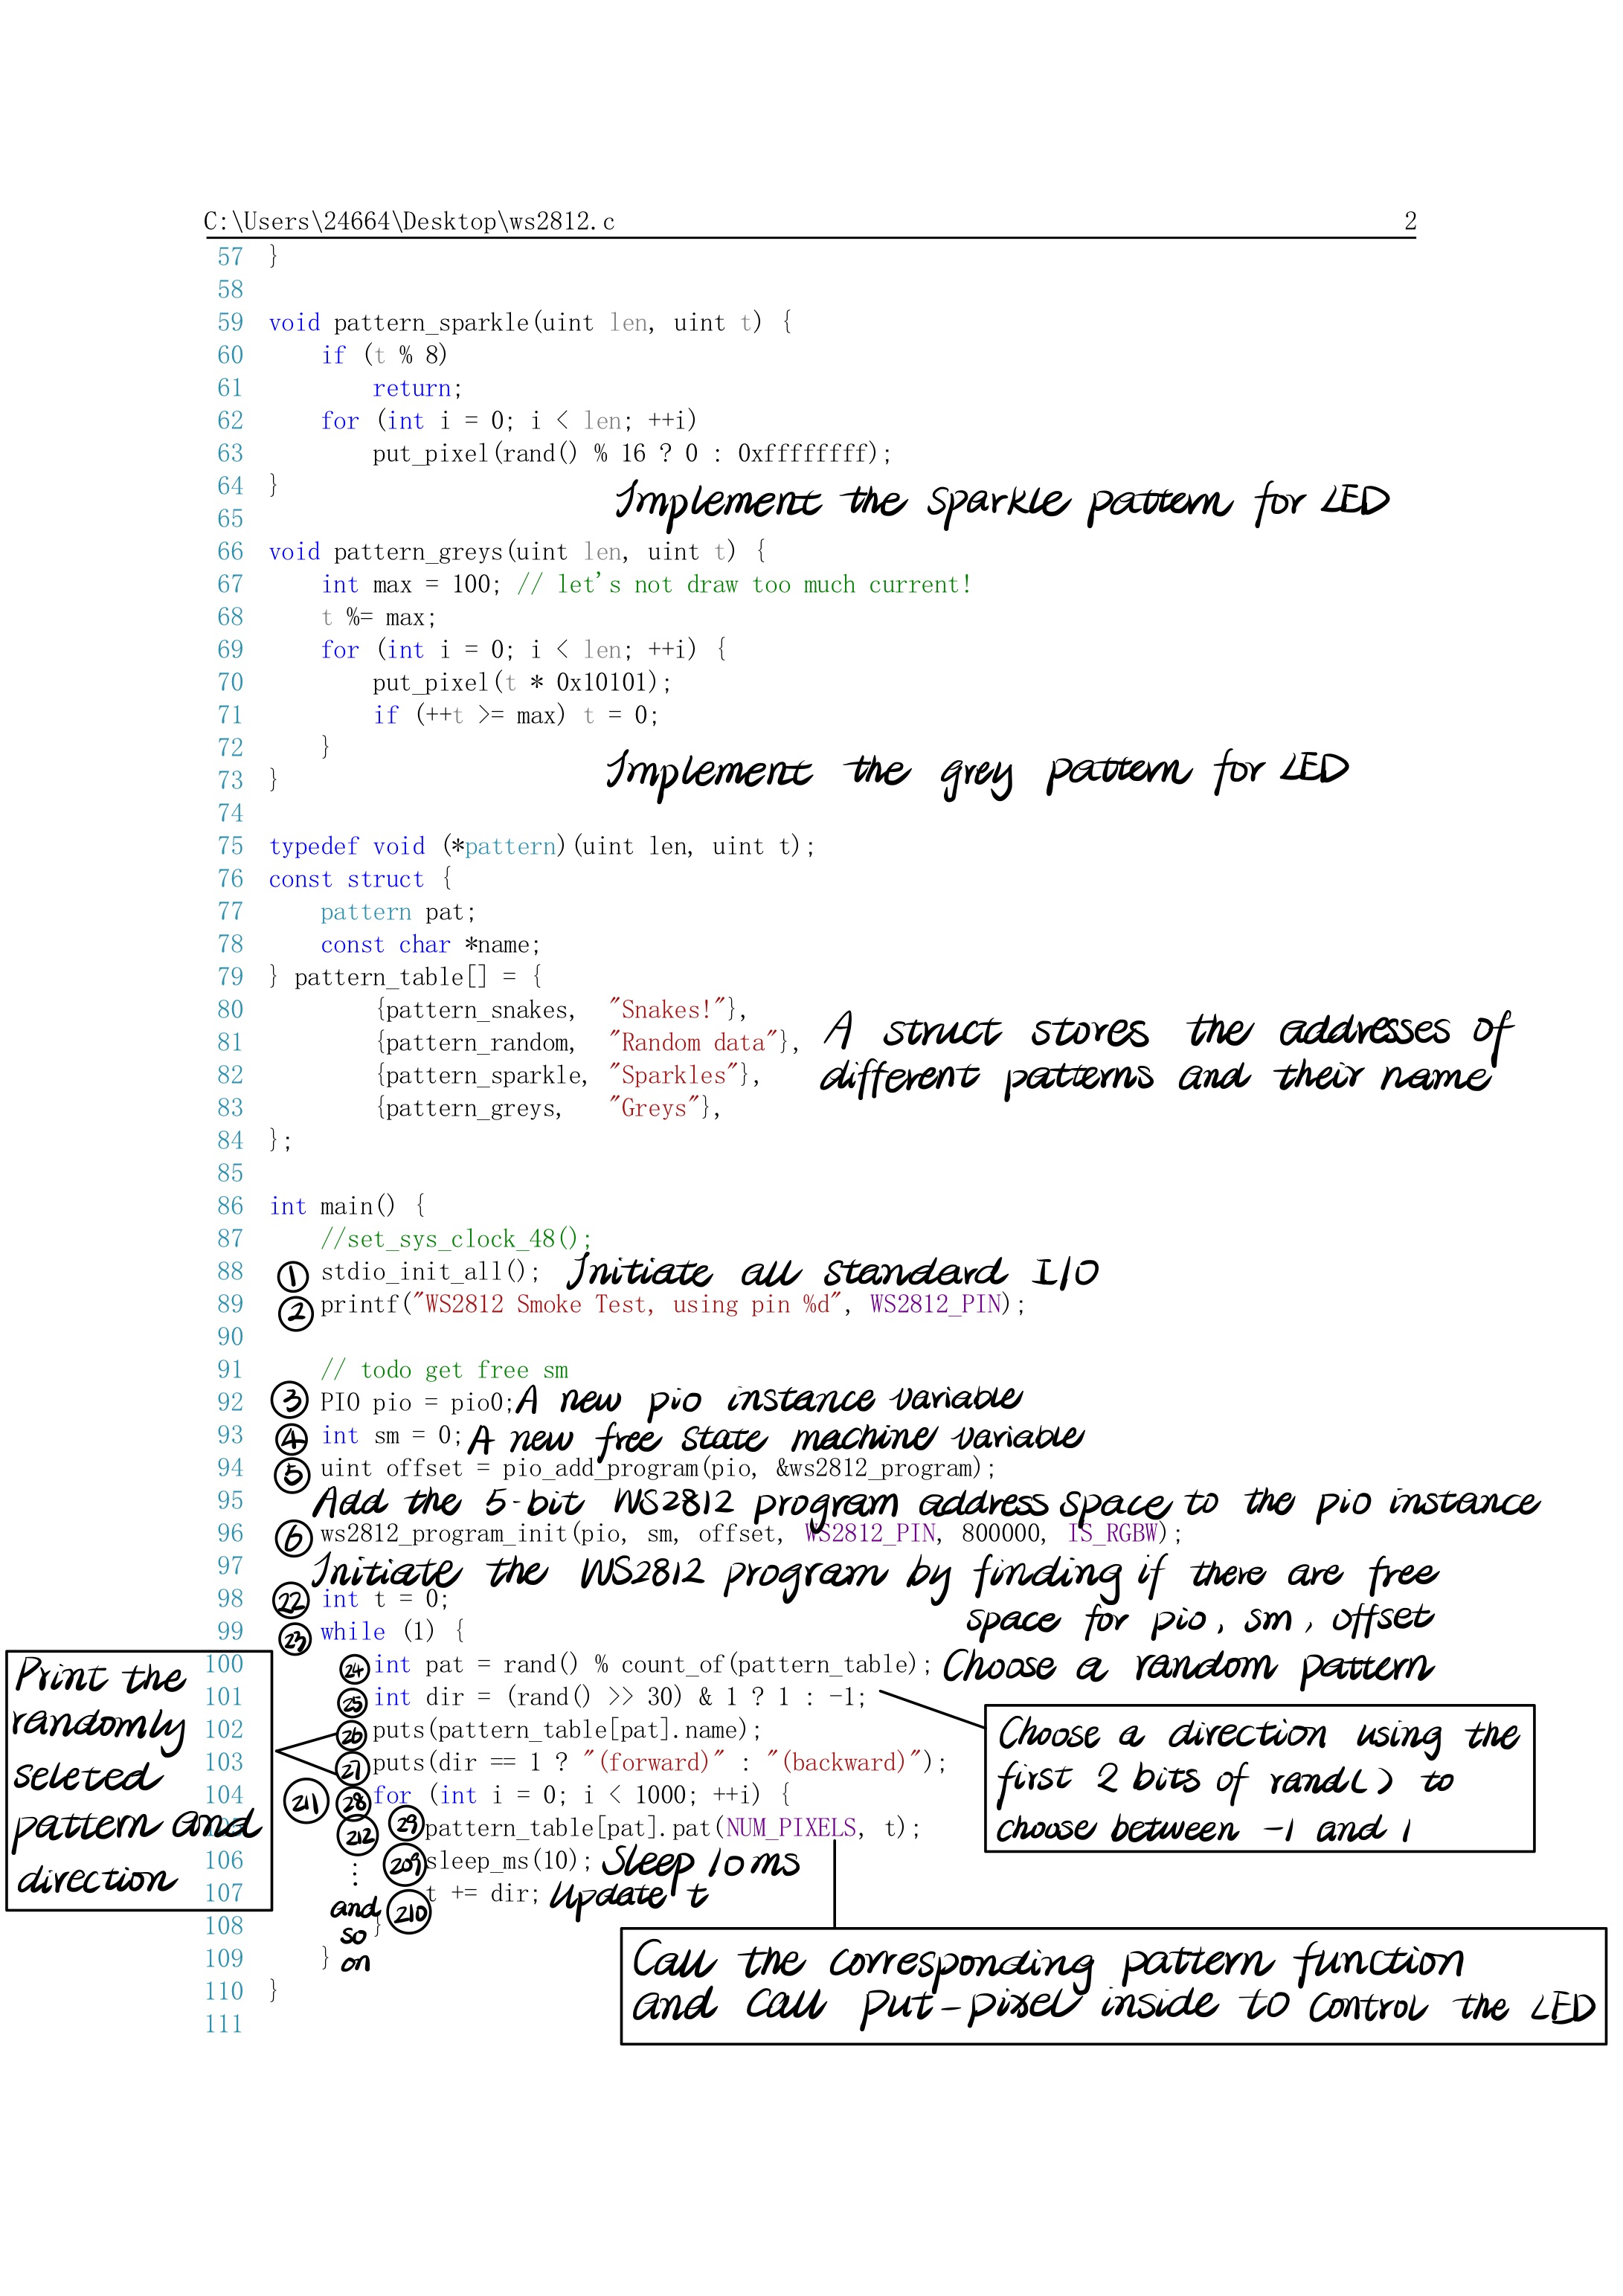 C:\Users\24664\Desktop\ws2812.c 2
57 }
58
59 void pattern_sparkle(uint len, uint t) {
60 if (t % 8)
61 return;
62 for (int i = 0; i < len; ++i)
63 put_pixel(rand() % 16 ? 0 : 0xffffffff);
64 }
Implement the sparkle pattern for LED
65
66 void pattern_greys(uint len, uint t) {
67 int max = 100; // let's not draw too much current!
68 t %= max;
69 for (int i = 0; i < len; ++i) {
70 put_pixel(t * 0x10101);
71 if (++t >= max) t = 0;
72 }
73 }
Implement the grey pattern for LED
74
75 typedef void (*pattern)(uint len, uint t);
76 const struct {
77 pattern pat;
78 const char *name;
79 } pattern_table[] = {
80 {pattern_snakes, "Snakes!"},
81 {pattern_random, "Random data"},
82 {pattern_sparkle, "Sparkles"},
83 {pattern_greys, "Greys"},
A struct stores the addresses of
different patterns and their name
84 };
85
86 int main() {
87 //set_sys_clock_48();
88 ① stdio_init_all(); Initiate all standard I/O
89 ② printf("WS2812 Smoke Test, using pin %d", WS2812_PIN);
90
91 // todo get free sm
92 ③ PIO pio = pio0; A new pio instance variable
93 ④ int sm = 0; A new free state machine variable
94 ⑤ uint offset = pio_add_program(pio, &ws2812_program);
95 Add the 5-bit WS2812 program address space to the pio instance
96 ⑥ ws2812_program_init(pio, sm, offset, WS2812_PIN, 800000, IS_RGBW);
97 Initiate the WS2812 program by finding if there are free
space for pio, sm, offset
98 ㉒ int t = 0;
99 ㉓ while (1) {
100 ㉔ int pat = rand() % count_of(pattern_table); Choose a random pattern
101 ㉕ int dir = (rand() >> 30) & 1 ? 1 : -1;
102 ㉖ puts(pattern_table[pat].name);
103 ㉗ puts(dir == 1 ? "(forward)" : "(backward)");
104 211 ㉘ for (int i = 0; i < 1000; ++i) {
212 ㉙ pattern_table[pat].pat(NUM_PIXELS, t);
106 209 sleep_ms(10); Sleep 10 ms
107 210 t += dir; Update t
108 }
109 }
110 }
111
⋮
and
so
on
Print the
randomly
seleted
pattern and
direction
Choose a direction using the
first 2 bits of rand() to
choose between -1 and 1
Call the corresponding pattern function
and call put-pixel inside to control the LED